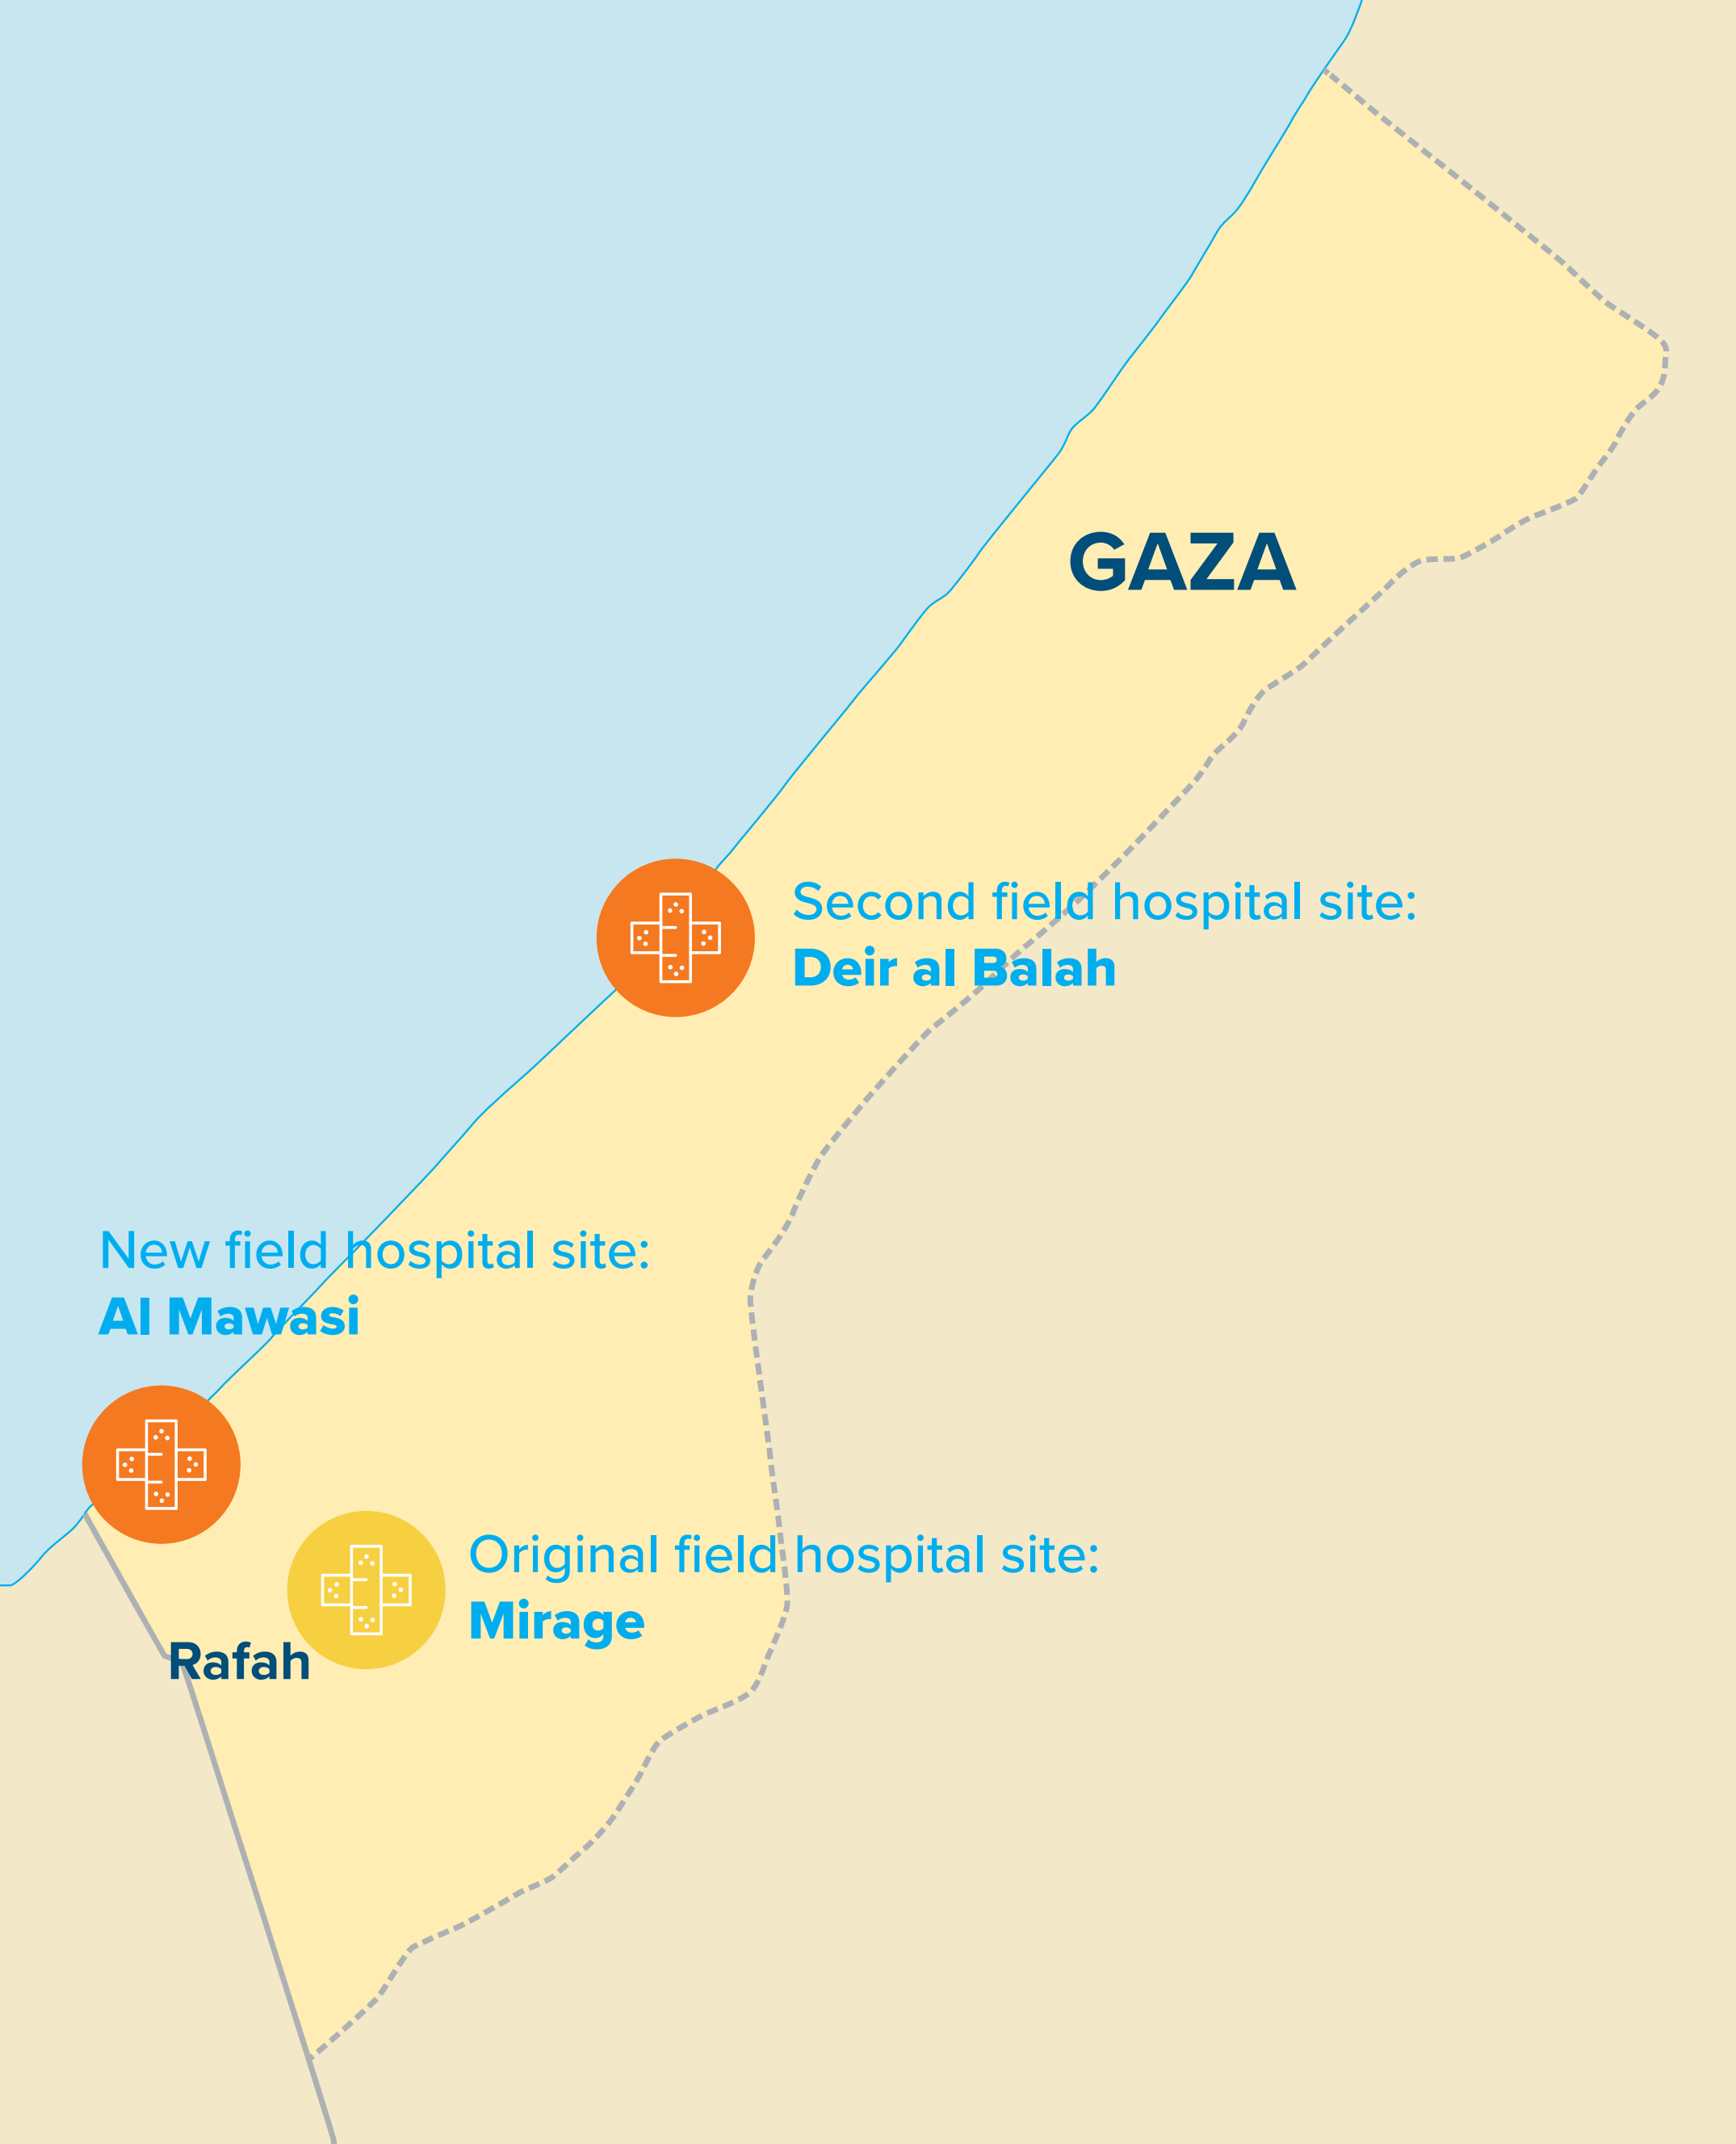 GAZA
Second field hospital site:
Deir al Balah
New field hospital site:
Al Mawasi
Original field hospital site:
Mirage
Rafah